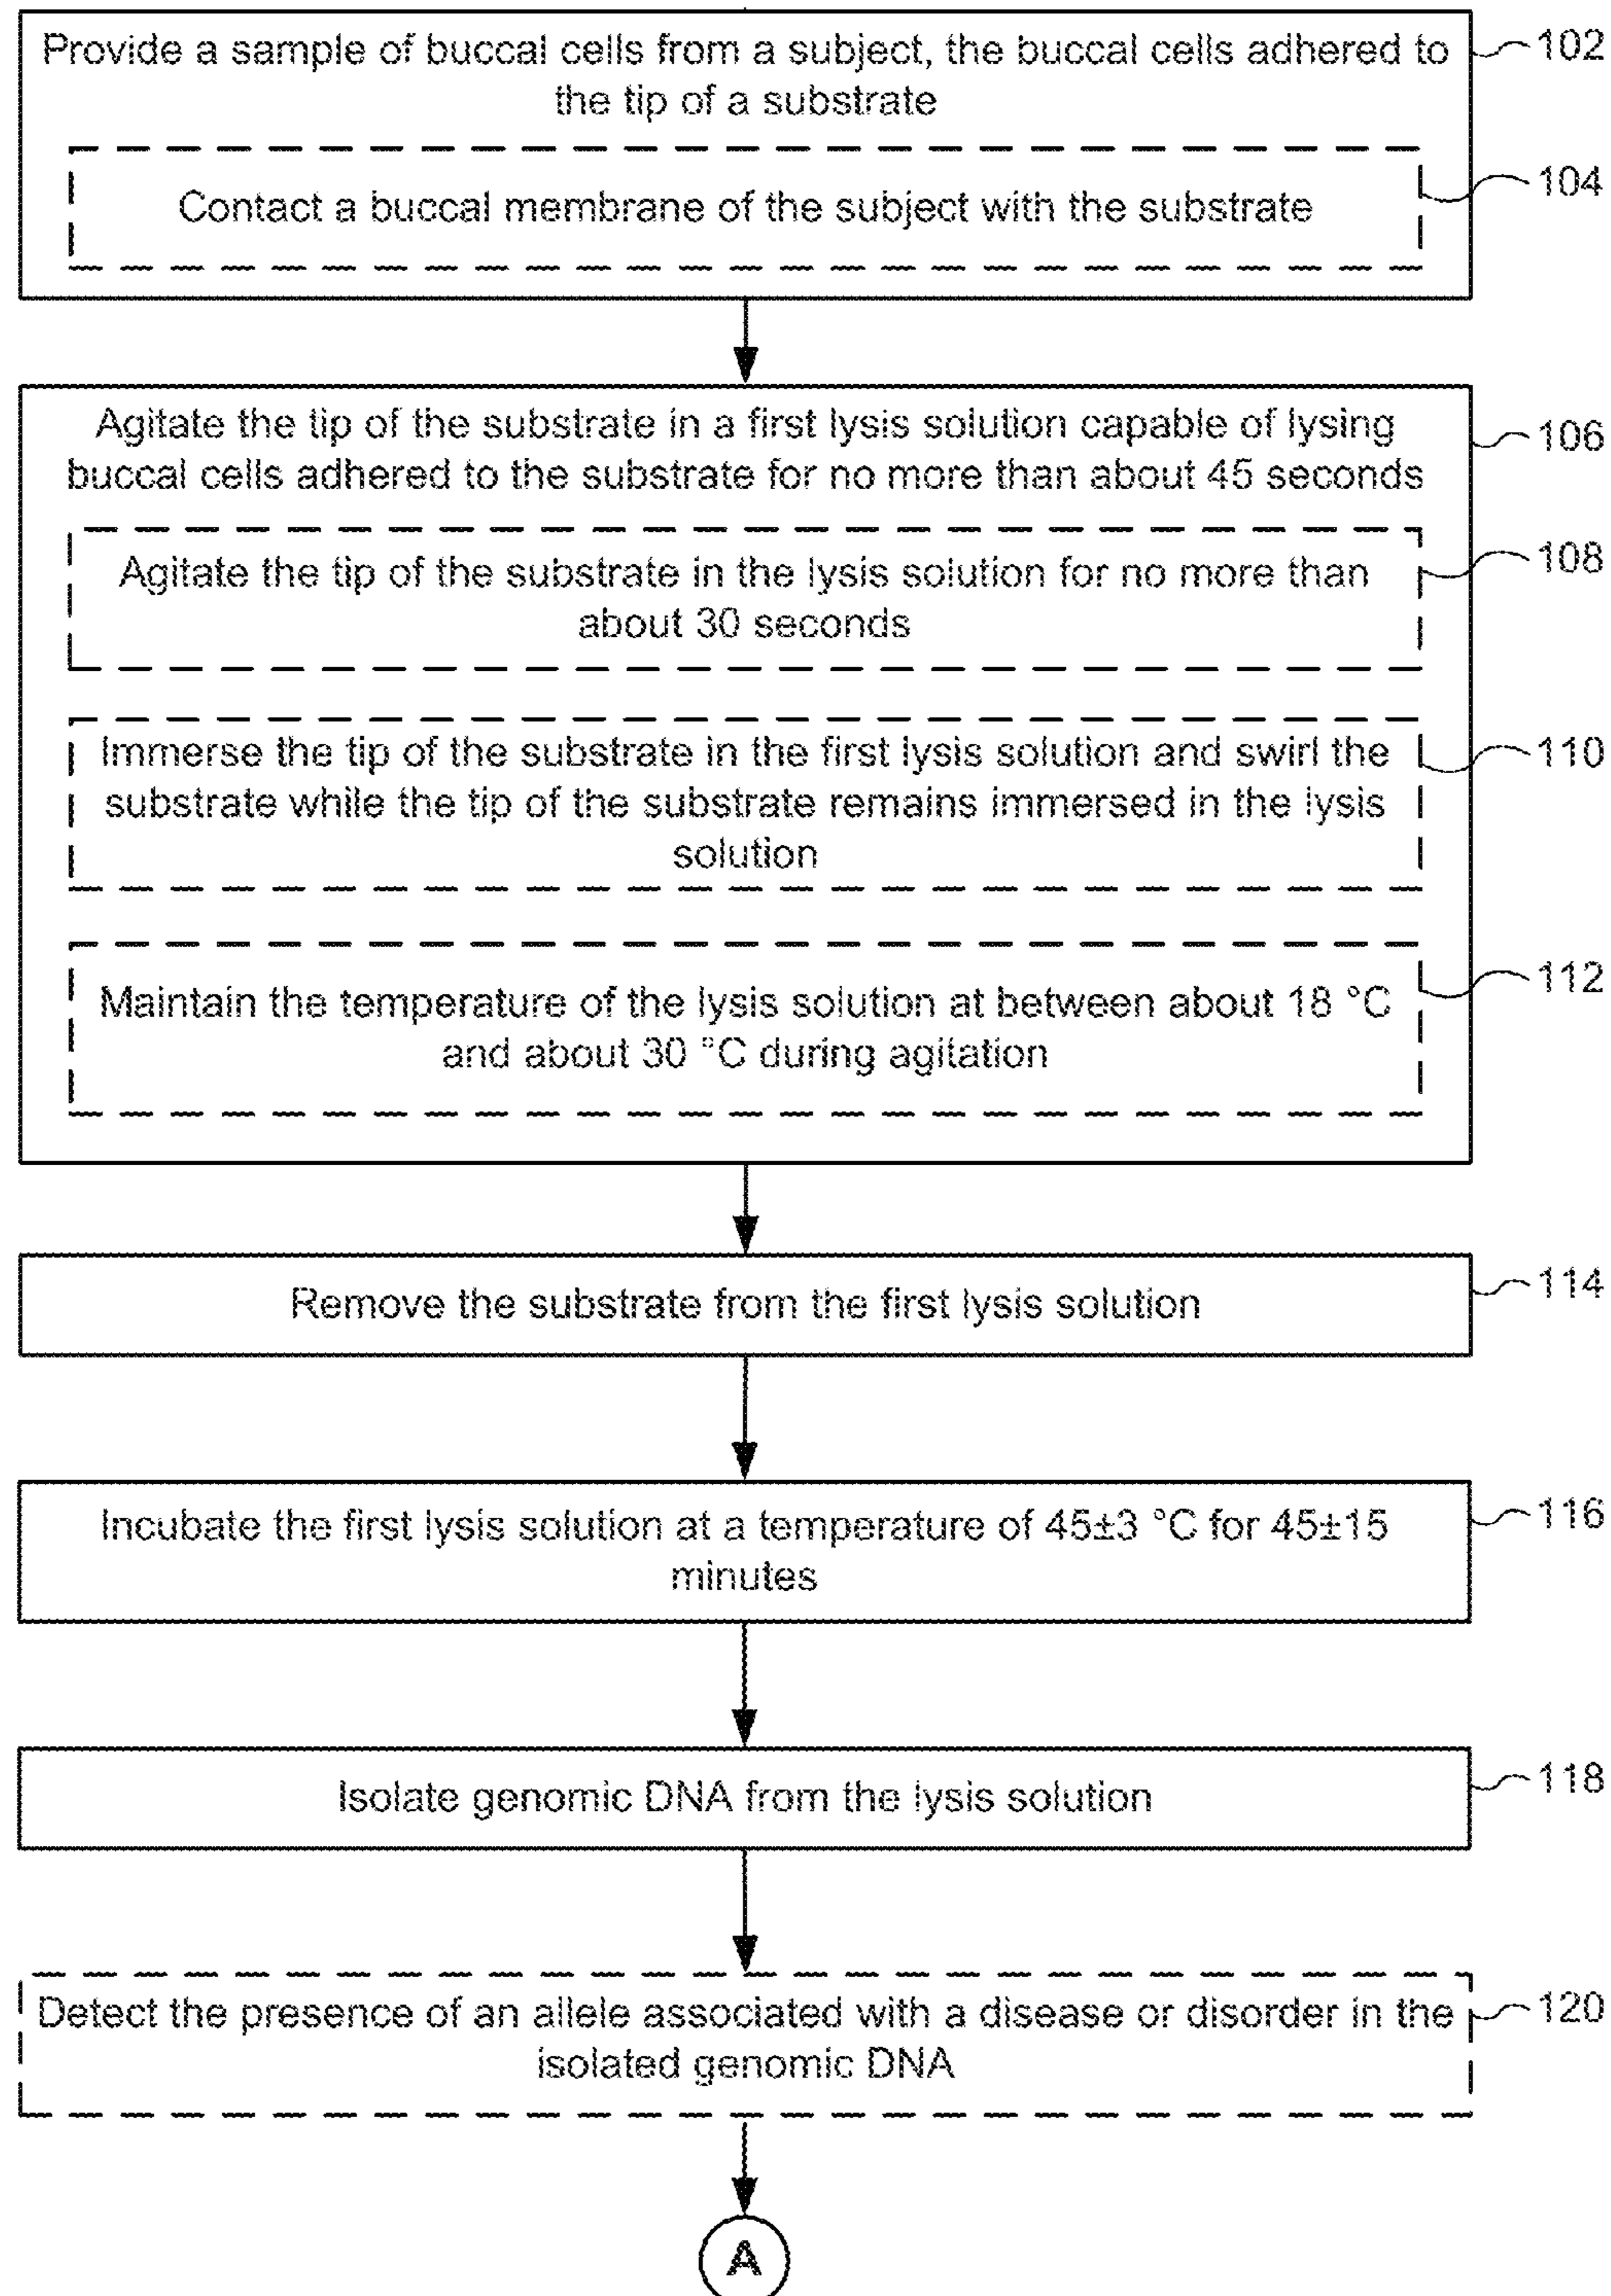 Provide a sample of buccal cells from a subject, the buccal cells adhered to
the tip of a substrate
102
Contact a buccal membrane of the subject with the substrate
104
Agitate the tip of the substrate in a first lysis solution capable of lysing
buccal cells adhered to the substrate for no more than about 45 seconds
106
Agitate the tip of the substrate in the lysis solution for no more than
about 30 seconds
108
Immerse the tip of the substrate in the first lysis solution and swirl the
substrate while the tip of the substrate remains immersed in the lysis
solution
110
Maintain the temperature of the lysis solution at between about 18 °C
and about 30 °C during agitation
112
Remove the substrate from the first lysis solution
114
Incubate the first lysis solution at a temperature of 45±3 °C for 45±15
minutes
116
Isolate genomic DNA from the lysis solution
118
Detect the presence of an allele associated with a disease or disorder in the
isolated genomic DNA
120
A